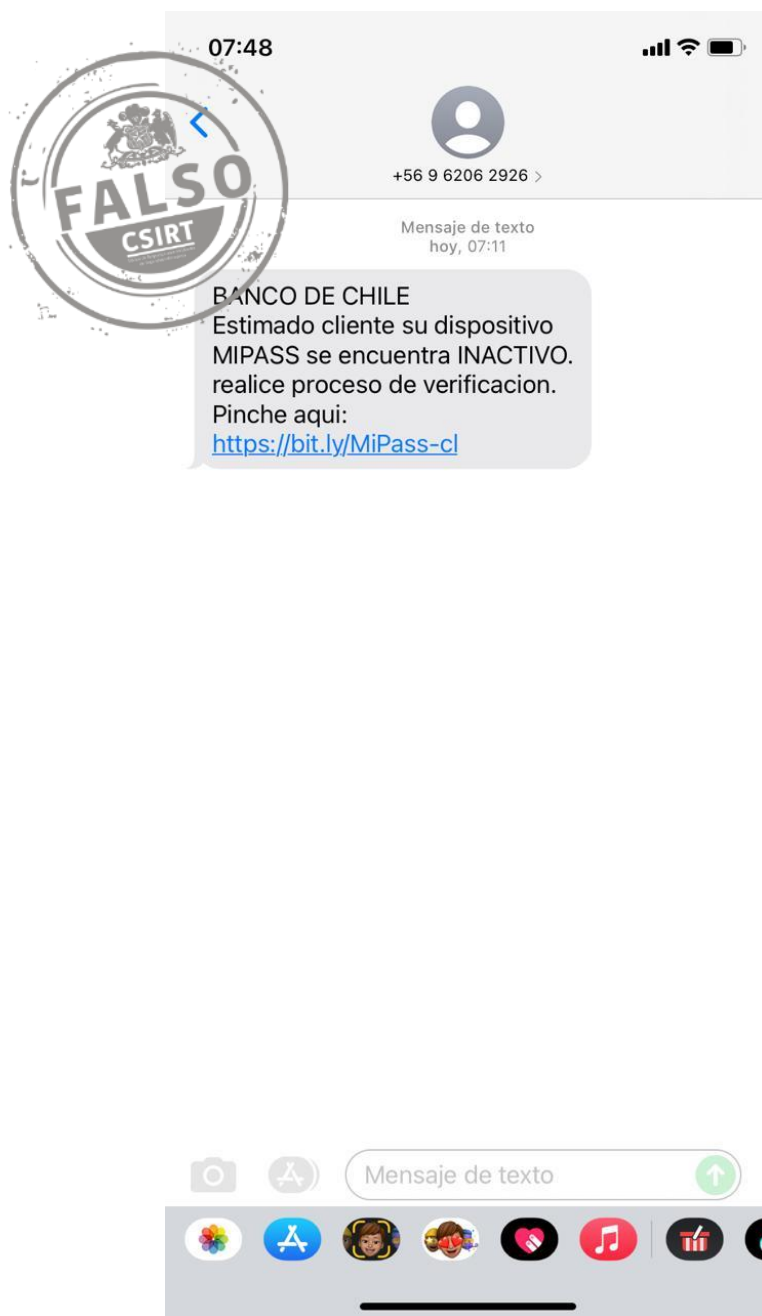 07:48
+56 9 6206 2926 >
FALSO
CSIRT
Mensaje de texto
hoy, 07:11
BANCO DE CHILE
Estimado cliente su dispositivo
MIPASS se encuentra INACTIVO.
realice proceso de verificacion.
Pinche aqui:
https://bit.ly/MiPass-cl
Mensaje de texto